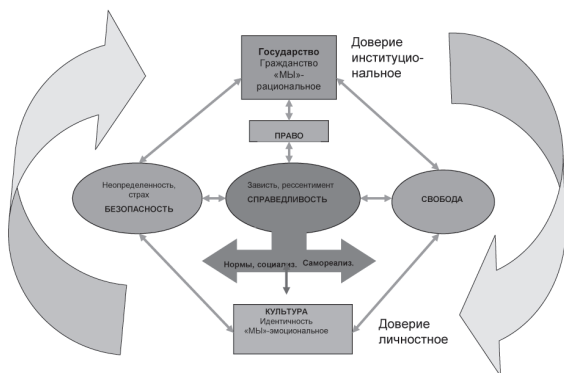 Государство
Гражданство
«МЫ»-
рациональное
Доверие
институцио-
нальное
ПРАВО
Неопределенность,
страх
БЕЗОПАСНОСТЬ
Зависть, рессентимент
СПРАВЕДЛИВОСТЬ
СВОБОДА
Нормы, социализ. Самореализ.
КУЛЬТУРА
Идентичность
«МЫ»-эмоциональное
Доверие
личностное